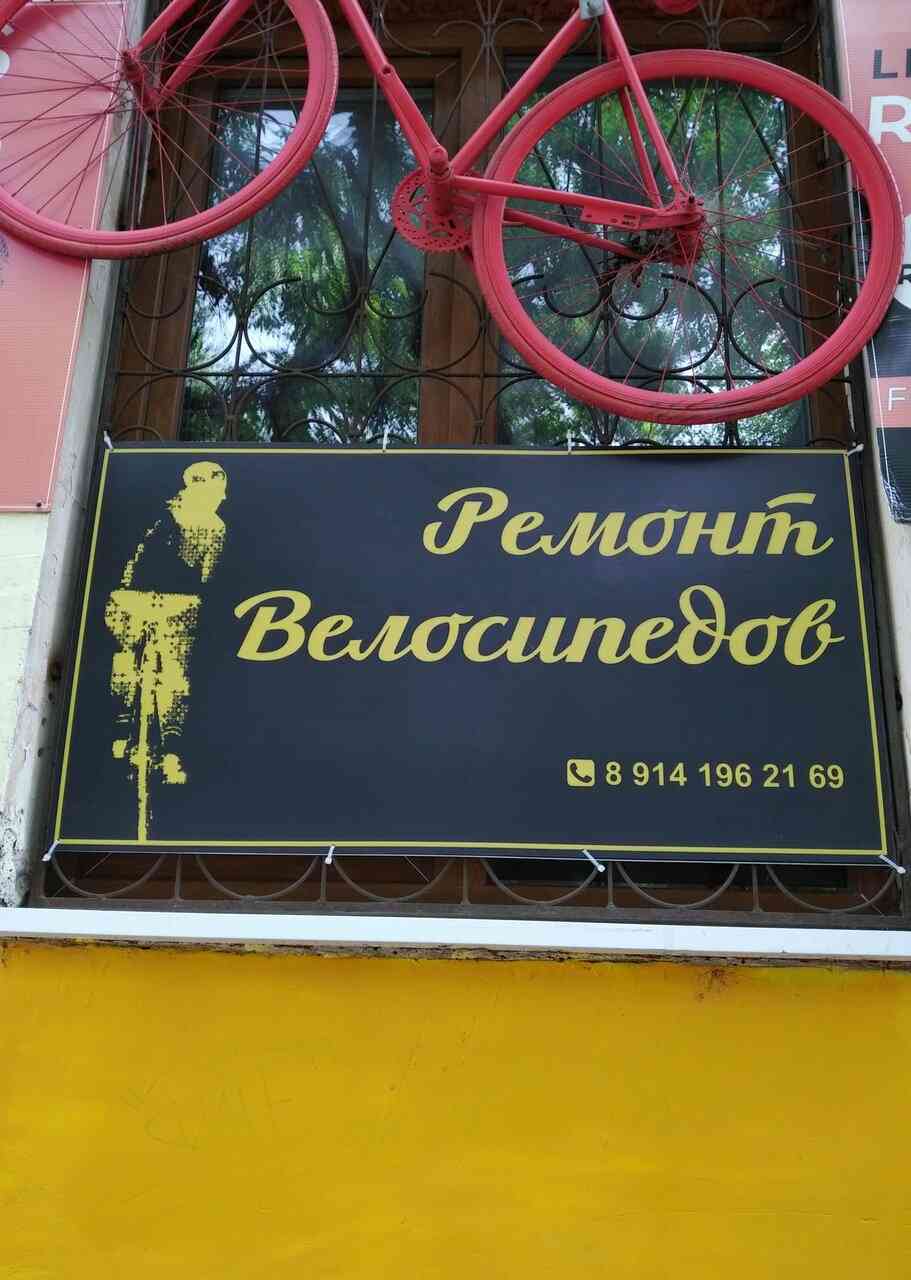 Ремонт
Велосипедов
8 914 196 21 69